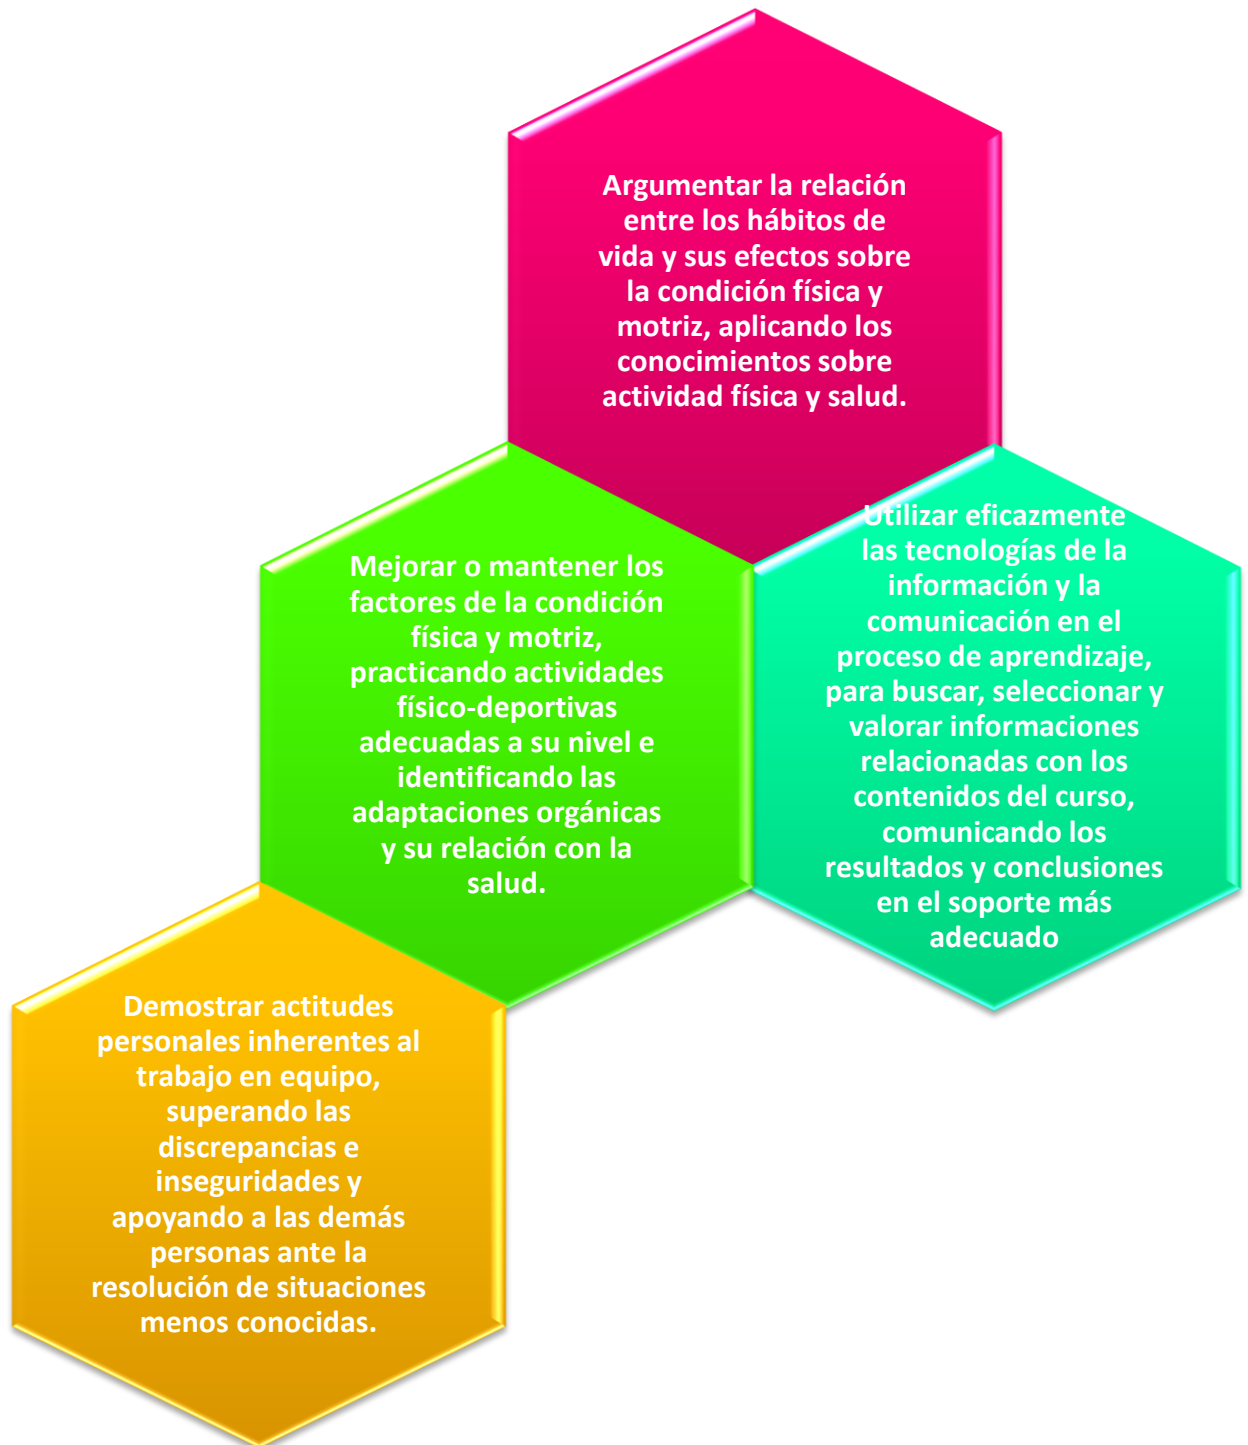 Argumentar la relación
entre los hábitos de
vida y sus efectos sobre
la condición física y
motriz, aplicando los
conocimientos sobre
actividad física y salud.
Mejorar o mantener los
factores de la condición
física y motriz,
practicando actividades
físico-deportivas
adecuadas a su nivel e
identificando las
adaptaciones orgánicas
y su relación con la
salud.
Utilizar eficazmente
las tecnologías de la
información y la
comunicación en el
proceso de aprendizaje,
para buscar, seleccionar y
valorar informaciones
relacionadas con los
contenidos del curso,
comunicando los
resultados y conclusiones
en el soporte más
adecuado
Demostrar actitudes
personales inherentes al
trabajo en equipo,
superando las
discrepancias e
inseguridades y
apoyando a las demás
personas ante la
resolución de situaciones
menos conocidas.